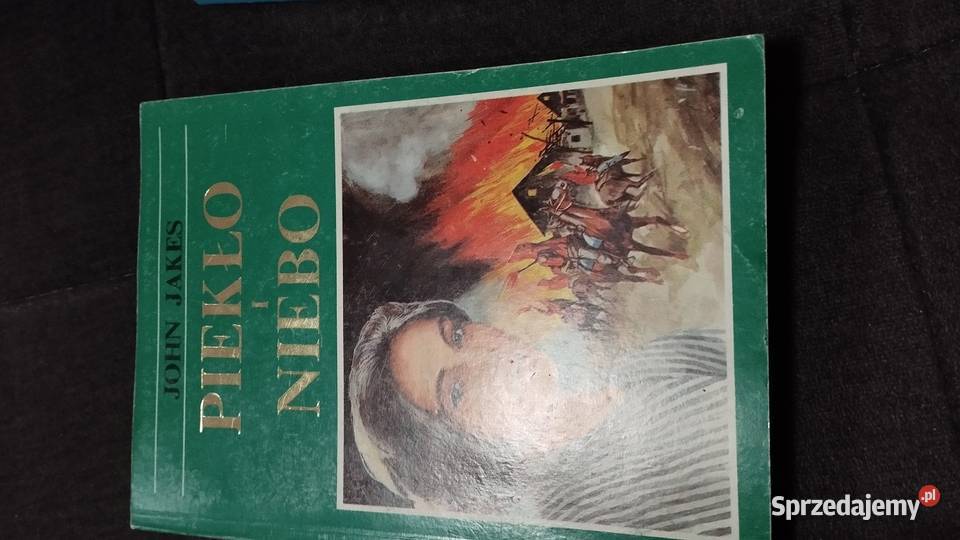 JOHN JAKES
PIEKŁO
I
NIEBO
Sprzedajemy.pl